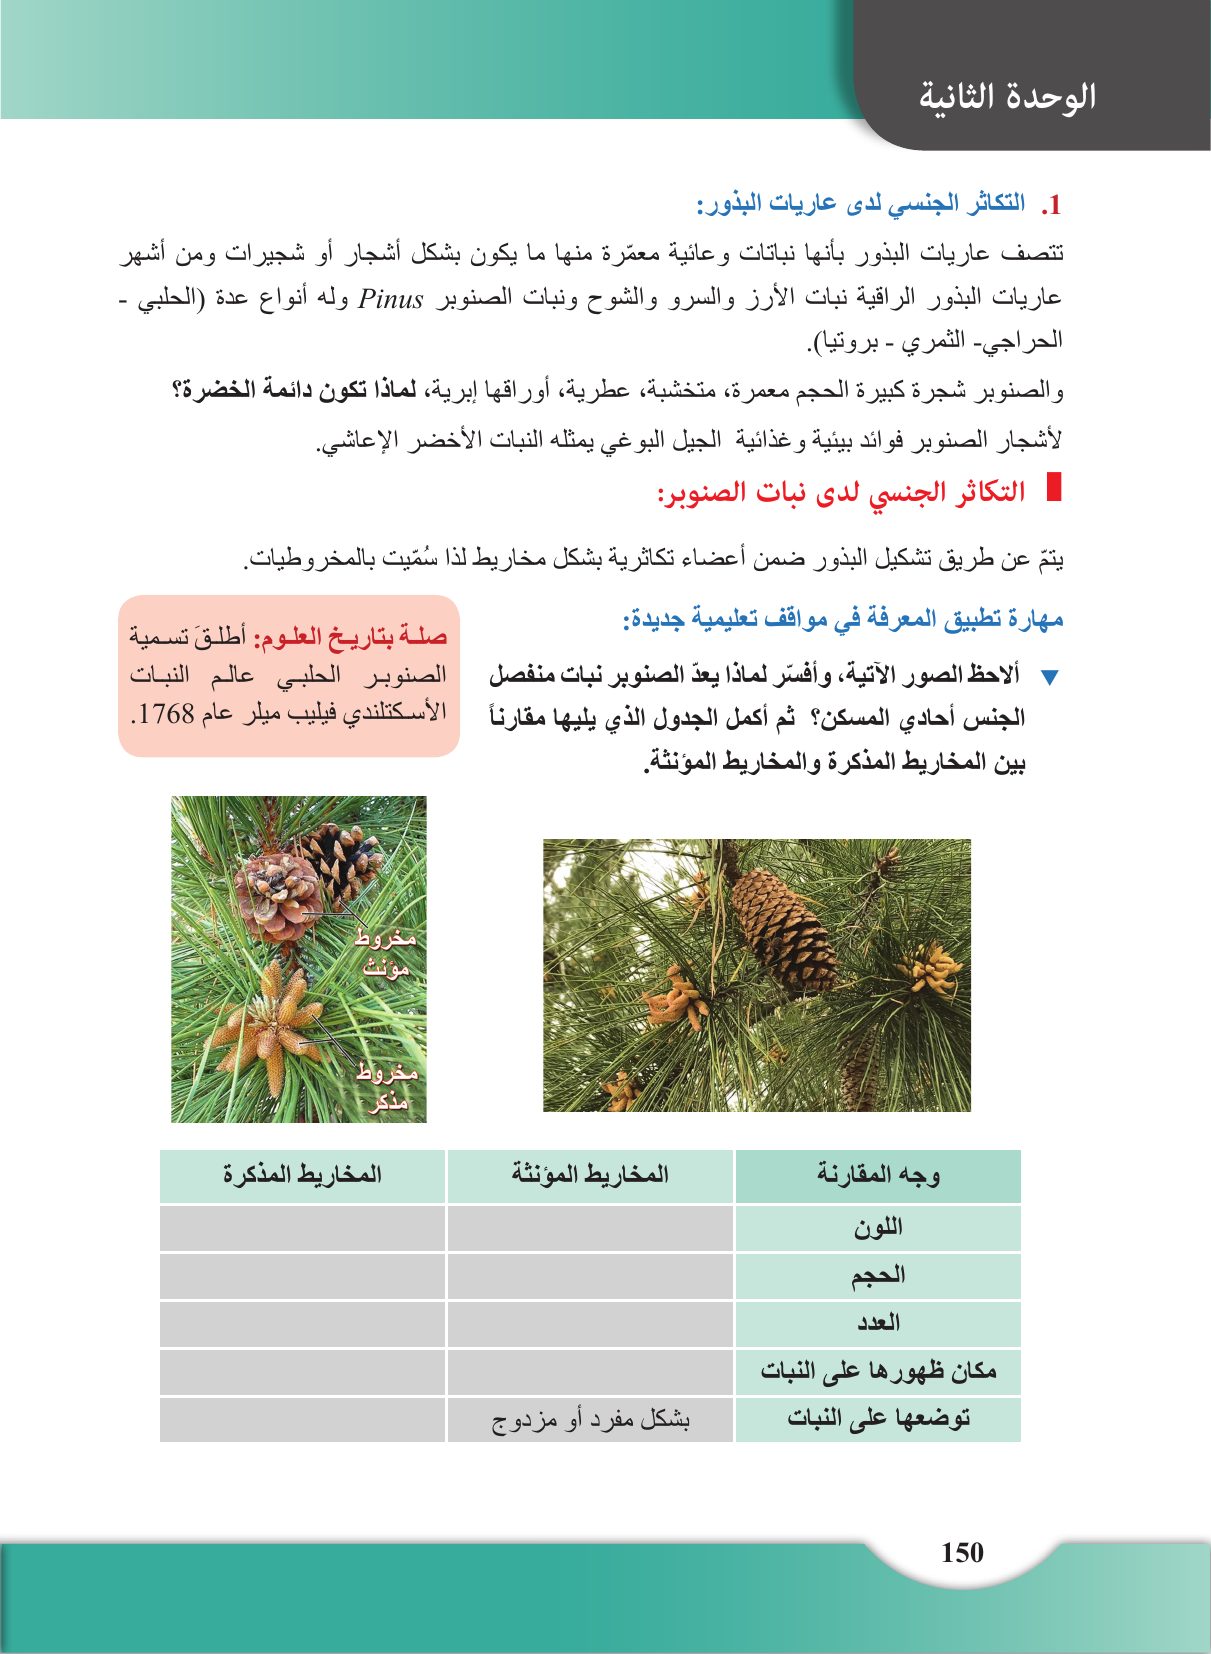 الوحدة الثانية
1. التكاثر الجنسي لدى عاريات البذور:
تتصف عاريات البذور بأنها نباتات وعائية معمّرة منها ما يكون بشكل أشجار أو شجيرات ومن أشهر
عاريات البذور الراقية نبات الأرز والسرو والشوح ونبات الصنوبر Pinus وله أنواع عدة (الحلبي -
الحراجي- الثمري - بروتيا).
والصنوبر شجرة كبيرة الحجم معمرة، متخشبة، عطرية، أوراقها إبرية، لماذا تكون دائمة الخضرة؟
لأشجار الصنوبر فوائد بيئية وغذائية الجيل البوغي يمثله النبات الأخضر الإعاشي.
التكاثر الجنسي لدى نبات الصنوبر:
يتمّ عن طريق تشكيل البذور ضمن أعضاء تكاثرية بشكل مخاريط لذا سُمّيت بالمخروطيات.
مهارة تطبيق المعرفة في مواقف تعليمية جديدة:
ألاحظ الصور الآتية، وأفسّر لماذا يعدّ الصنوبر نبات منفصل
الجنس أحادي المسكن؟ ثم أكمل الجدول الذي يليها مقارناً
بين المخاريط المذكرة والمخاريط المؤنثة.
صلة بتاريخ العلوم: أطلقَ تسمية
الصنوبر الحلبي عالم النبات
الأسكتلندي فيليب ميلر عام 1768.
مخروط
مؤنث
مخروط
مذكر
وجه المقارنة المخاريط المؤنثة المخاريط المذكرة
اللون
الحجم
العدد
مكان ظهورها على النبات
توضعها على النبات بشكل مفرد أو مزدوج
150